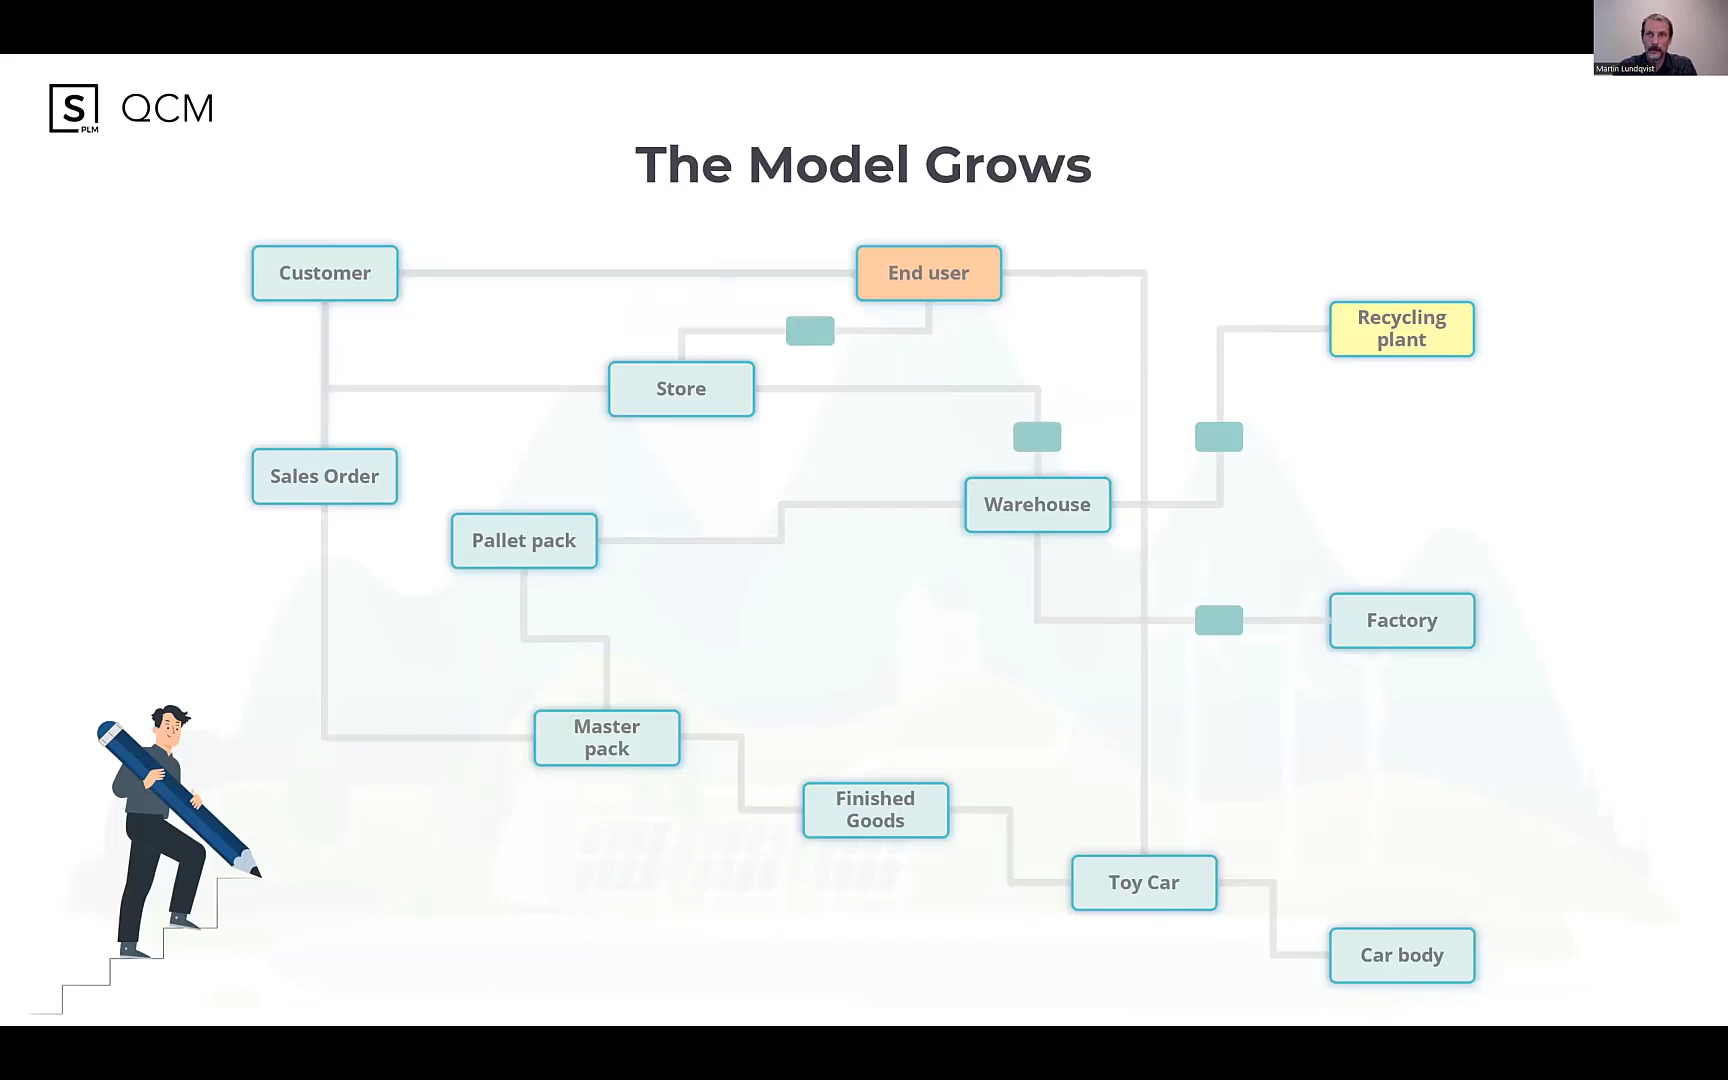 Martin Lundqvist
S
PLM
QCM
The Model Grows
Customer
End user
Recycling
plant
Store
Sales Order
Pallet pack
Warehouse
Factory
Master
pack
Finished
Goods
Toy Car
Car body